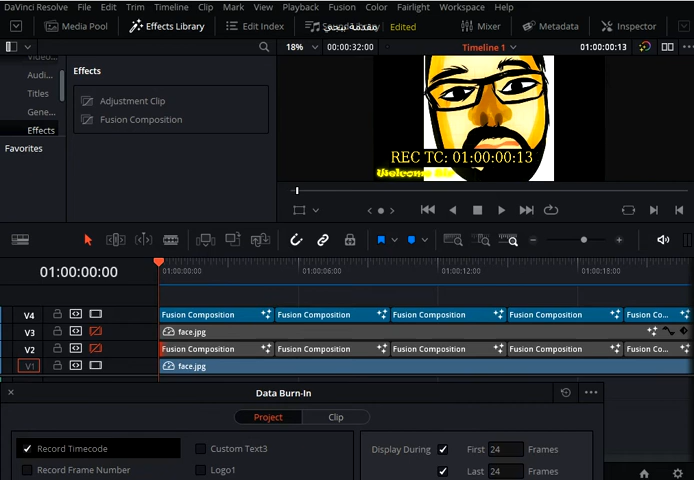 DaVinci Resolve File Edit Trim Timeline Clip Mark View Playback Fusion Color Fairlight Workspace Help
Media Pool Effects Library Edit Index Edited Mixer Metadata Inspector
18% 00:00:32:00 Timeline 1 01:00:00:13
Audi...
Titles
Gene...
Effects
Favorites
Effects
Adjustment Clip
Fusion Composition
REC TC: 01:00:00:13
Welcome
01:00:00:00
01:00:00:00 01:00:06:00 01:00:12:00 01:00:18:00
V4 Fusion Composition Fusion Composition Fusion Composition Fusion Composition Fusion Co...
V3 face.jpg
V2 Fusion Composition Fusion Composition Fusion Composition Fusion Composition Fusion Co...
V1 face.jpg
Data Burn-In
Project Clip
Record Timecode Custom Text3 Display During First 24 Frames
Record Frame Number Logo1 Last 24 Frames